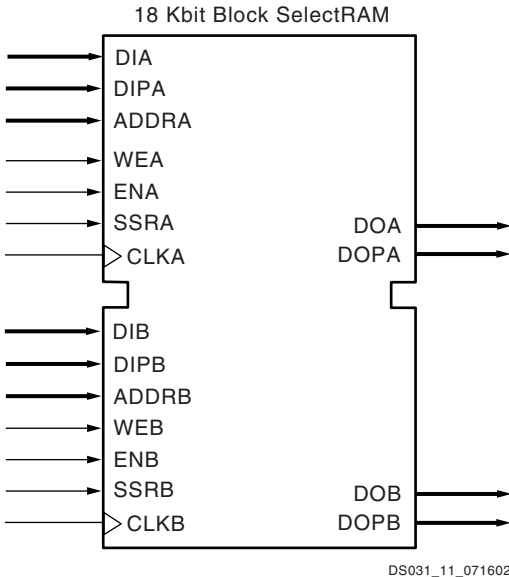 18 Kbit Block SelectRAM
DIA
DIPA
ADDRA
WEA
ENA
SSRA
CLKA
DOA
DOPA
DIB
DIPB
ADDRB
WEB
ENB
SSRB
CLKB
DOB
DOPB
DS031_11_071602